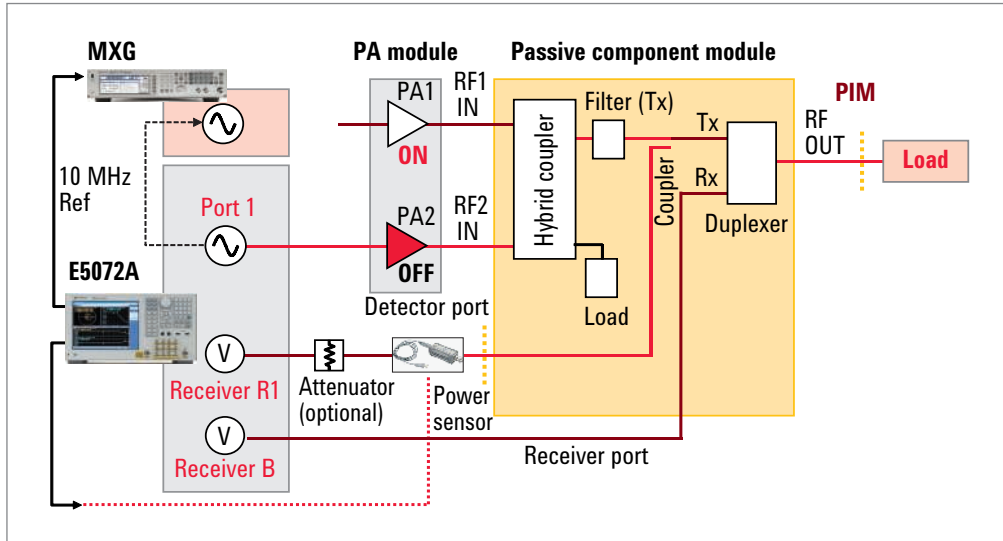 MXG
PA module
Passive component module
PA1
RF1
IN
Filter (Tx)
PIM
ON
Tx
RF
OUT
Load
10 MHz
Ref
Port 1
PA2
RF2
IN
Hybrid coupler
Coupler
Rx
Duplexer
E5072A
OFF
Detector port
Load
V
Receiver R1
Attenuator
(optional)
Power
sensor
V
Receiver B
Receiver port